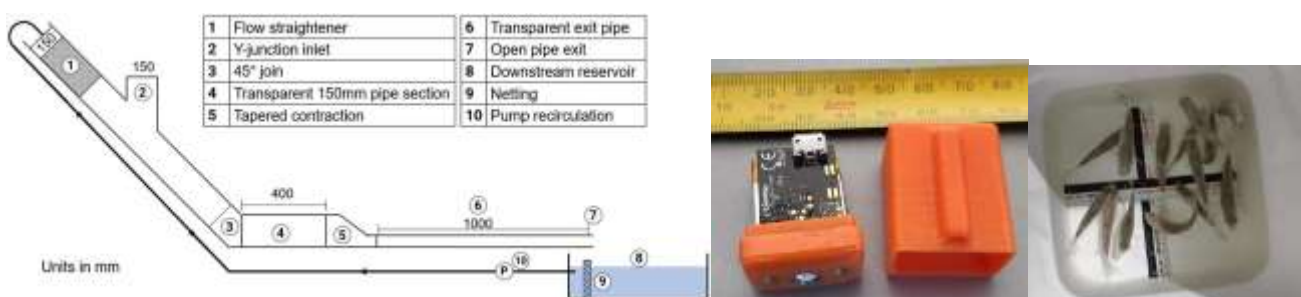 1 Flow straightener 6 Transparent exit pipe
2 Y-junction inlet 7 Open pipe exit
3 45° join 8 Downstream reservoir
4 Transparent 150mm pipe section 9 Netting
5 Tapered contraction 10 Pump recirculation
150
1
150
2
400
3
4
5
6
1000
7
Units in mm
P
10
8
9